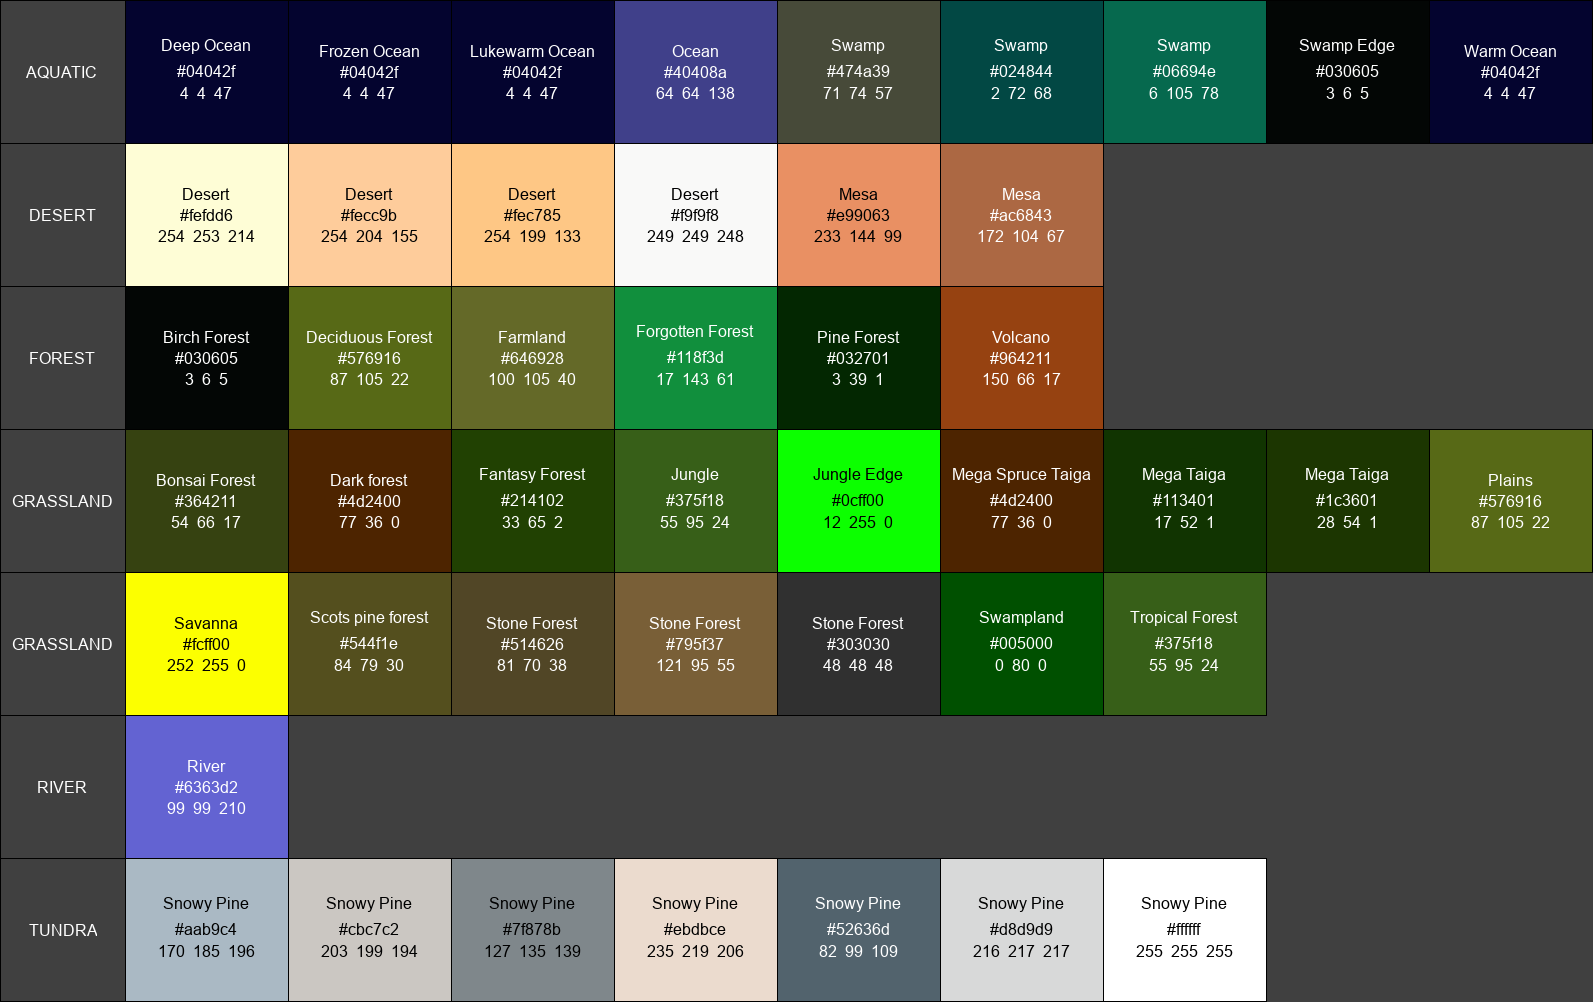 AQUATIC
Deep Ocean
#04042f
4 4 47
Frozen Ocean
#04042f
4 4 47
Lukewarm Ocean
#04042f
4 4 47
Ocean
#40408a
64 64 138
Swamp
#474a39
71 74 57
Swamp
#024844
2 72 68
Swamp
#06694e
6 105 78
Swamp Edge
#030605
3 6 5
Warm Ocean
#04042f
4 4 47
DESERT
Desert
#fefdd6
254 253 214
Desert
#fecc9b
254 204 155
Desert
#fec785
254 199 133
Desert
#f9f9f8
249 249 248
Mesa
#e99063
233 144 99
Mesa
#ac6843
172 104 67
FOREST
Birch Forest
#030605
3 6 5
Deciduous Forest
#576916
87 105 22
Farmland
#646928
100 105 40
Forgotten Forest
#118f3d
17 143 61
Pine Forest
#032701
3 39 1
Volcano
#964211
150 66 17
GRASSLAND
Bonsai Forest
#364211
54 66 17
Dark forest
#4d2400
77 36 0
Fantasy Forest
#214102
33 65 2
Jungle
#375f18
55 95 24
Jungle Edge
#0cff00
12 255 0
Mega Spruce Taiga
#4d2400
77 36 0
Mega Taiga
#113401
17 52 1
Mega Taiga
#1c3601
28 54 1
Plains
#576916
87 105 22
GRASSLAND
Savanna
#fcff00
252 255 0
Scots pine forest
#544f1e
84 79 30
Stone Forest
#514626
81 70 38
Stone Forest
#795f37
121 95 55
Stone Forest
#303030
48 48 48
Swampland
#005000
0 80 0
Tropical Forest
#375f18
55 95 24
RIVER
River
#6363d2
99 99 210
TUNDRA
Snowy Pine
#aab9c4
170 185 196
Snowy Pine
#cbc7c2
203 199 194
Snowy Pine
#7f878b
127 135 139
Snowy Pine
#ebdbce
235 219 206
Snowy Pine
#52636d
82 99 109
Snowy Pine
#d8d9d9
216 217 217
Snowy Pine
#ffffff
255 255 255